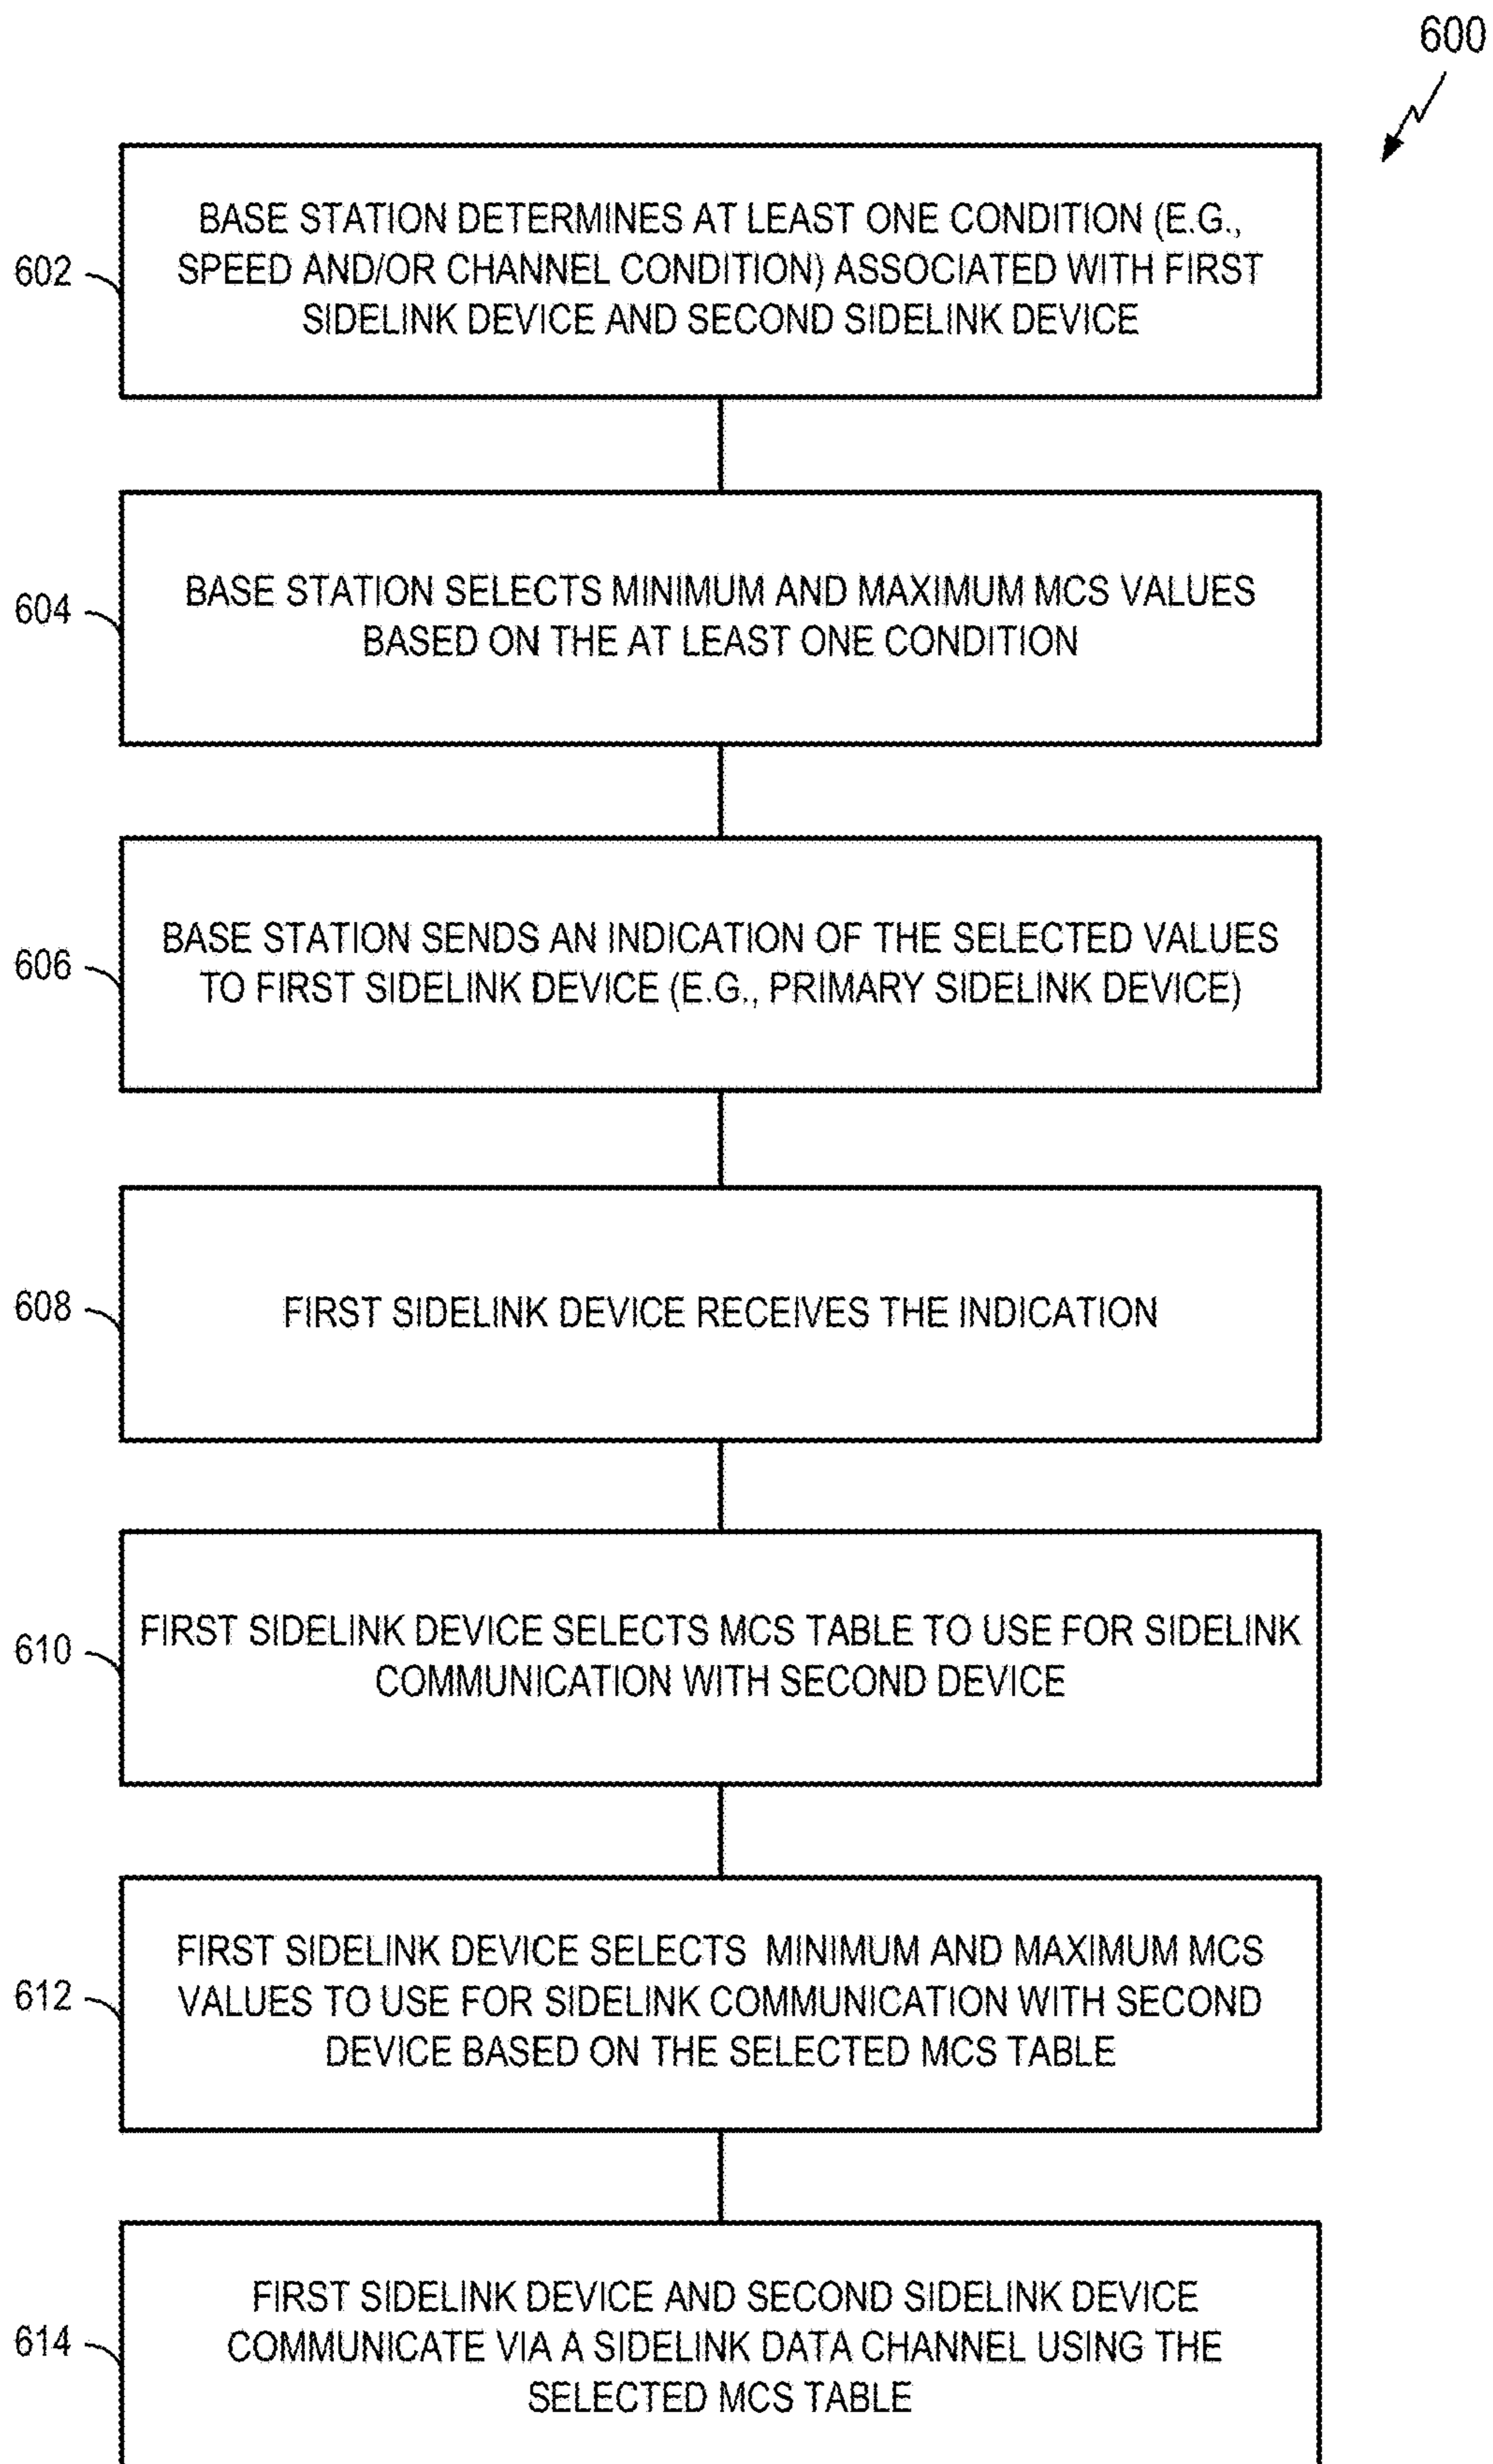 600
602
BASE STATION DETERMINES AT LEAST ONE CONDITION (E.G.,
SPEED AND/OR CHANNEL CONDITION) ASSOCIATED WITH FIRST
SIDELINK DEVICE AND SECOND SIDELINK DEVICE
604
BASE STATION SELECTS MINIMUM AND MAXIMUM MCS VALUES
BASED ON THE AT LEAST ONE CONDITION
606
BASE STATION SENDS AN INDICATION OF THE SELECTED VALUES
TO FIRST SIDELINK DEVICE (E.G., PRIMARY SIDELINK DEVICE)
608
FIRST SIDELINK DEVICE RECEIVES THE INDICATION
610
FIRST SIDELINK DEVICE SELECTS MCS TABLE TO USE FOR SIDELINK
COMMUNICATION WITH SECOND DEVICE
612
FIRST SIDELINK DEVICE SELECTS MINIMUM AND MAXIMUM MCS
VALUES TO USE FOR SIDELINK COMMUNICATION WITH SECOND
DEVICE BASED ON THE SELECTED MCS TABLE
614
FIRST SIDELINK DEVICE AND SECOND SIDELINK DEVICE
COMMUNICATE VIA A SIDELINK DATA CHANNEL USING THE
SELECTED MCS TABLE